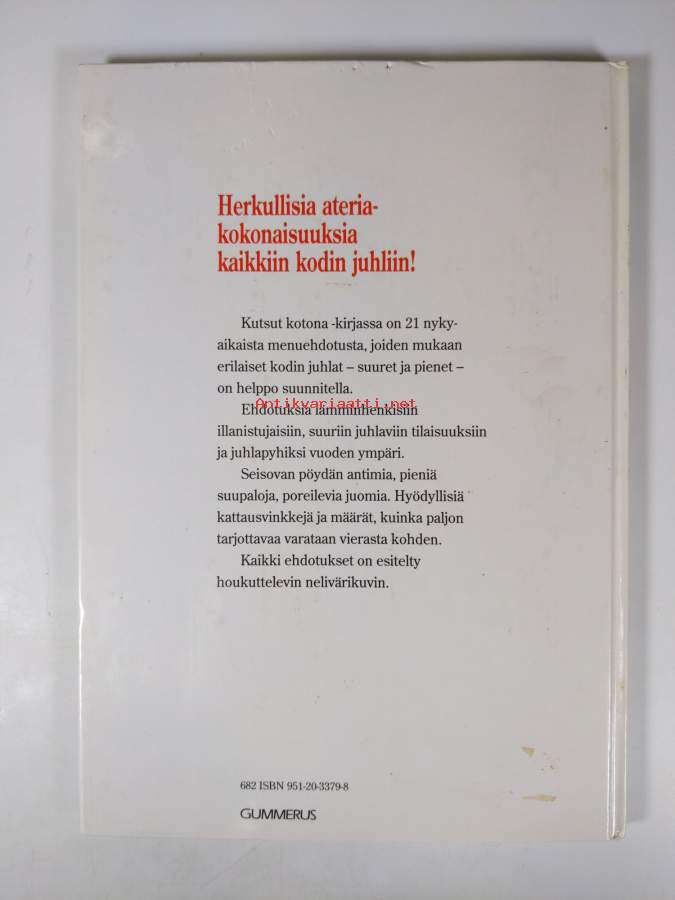 Herkullisia ateria-
kokonaisuuksia
kaikkiin kodin juhliin!
Kutsut kotona -kirjassa on 21 nyky-
aikaista menuehdotusta, joiden mukaan
erilaiset kodin juhlat – suuret ja pienet –
on helppo suunnitella.
Antikvariaatti.net
Ehdotuksia lämminhenkisiin
illanistujaisiin, suuriin juhlaviin tilaisuuksiin
ja juhlapyhiksi vuoden ympäri.
Seisovan pöydän antimia, pieniä
suupaloja, poreilevia juomia. Hyödyllisiä
kattausvinkkejä ja määrät, kuinka paljon
tarjottavaa varataan vierasta kohden.
Kaikki ehdotukset on esitelty
houkuttelevin nelivärikuvin.
682 ISBN 951-20-3379-8
GUMMERUS